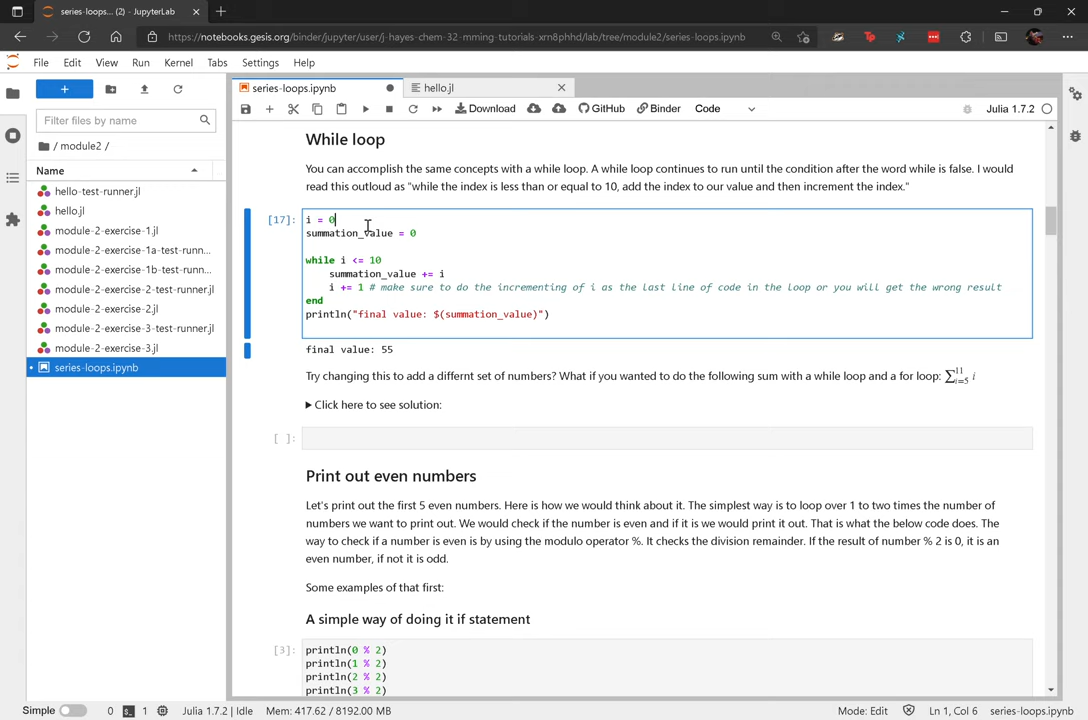 series-loops... (2) - JupyterLab
https://notebooks.gesis.org/binder/jupyter/user/j-hayes-chem-32-mming-tutorials-xrn8phhd/lab/tree/module2/series-loops.ipynb
File Edit View Run Kernel Tabs Settings Help
series-loops.ipynb
hello.jl
Download GitHub Binder Code Julia 1.7.2
Filter files by name
/ module2 /
Name
hello-test-runner.jl
hello.jl
module-2-exercise-1.jl
module-2-exercise-1a-test-runn...
module-2-exercise-1b-test-runn...
module-2-exercise-2-test-runner.jl
module-2-exercise-2.jl
module-2-exercise-3-test-runner.jl
module-2-exercise-3.jl
series-loops.ipynb
While loop
You can accomplish the same concepts with a while loop. A while loop continues to run until the condition after the word while is false. I would
read this outloud as "while the index is less than or equal to 10, add the index to our value and then increment the index."
[17]: i = 0
summation_value = 0
while i <= 10
summation_value += i
i += 1 # make sure to do the incrementing of i as the last line of code in the loop or you will get the wrong result
end
println("final value: $(summation_value)")
final value: 55
Try changing this to add a differnt set of numbers? What if you wanted to do the following sum with a while loop and a for loop: ∑_{i=5}^{11} i
▶ Click here to see solution:
[ ]:
Print out even numbers
Let's print out the first 5 even numbers. Here is how we would think about it. The simplest way is to loop over 1 to two times the number of
numbers we want to print out. We would check if the number is even and if it is we would print it out. That is what the below code does. The
way to check if a number is even is by using the modulo operator %. It checks the division remainder. If the result of number % 2 is 0, it is an
even number, if not it is odd.
Some examples of that first:
A simple way of doing it if statement
[3]: println(0 % 2)
println(1 % 2)
println(2 % 2)
println(3 % 2)
Simple 0 1 Julia 1.7.2 | Idle Mem: 417.62 / 8192.00 MB Mode: Edit Ln 1, Col 6 series-loops.ipynb